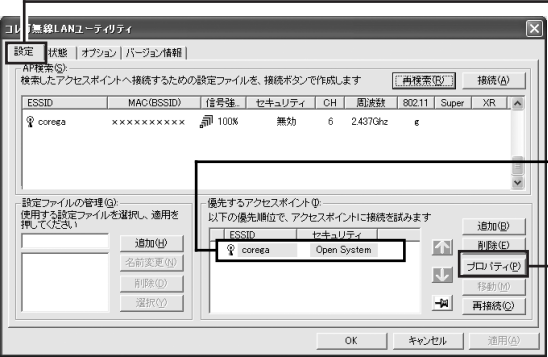 コレガ無線LANユーティリティ
設定 状態 オプション バージョン情報
AP検索(S):
検索したアクセスポイントへ接続するための設定ファイルを、接続ボタンで作成します
再検索(R) 接続(A)
ESSID MAC(BSSID) 信号強.. セキュリティ CH 周波数 802.11 Super XR
corega ×××××××××× 100% 無効 6 2.437Ghz g
設定ファイルの管理(G):
使用する設定ファイルを選択し、適用を押してください
追加(H)
名前変更(N)
削除(D)
選択(Y)
優先するアクセスポイント(I):
以下の優先順位で、アクセスポイントに接続を試みます
ESSID セキュリティ
corega Open System
追加(B)
削除(E)
プロパティ(P)
移動(M)
再接続(C)
OK キャンセル 適用(A)